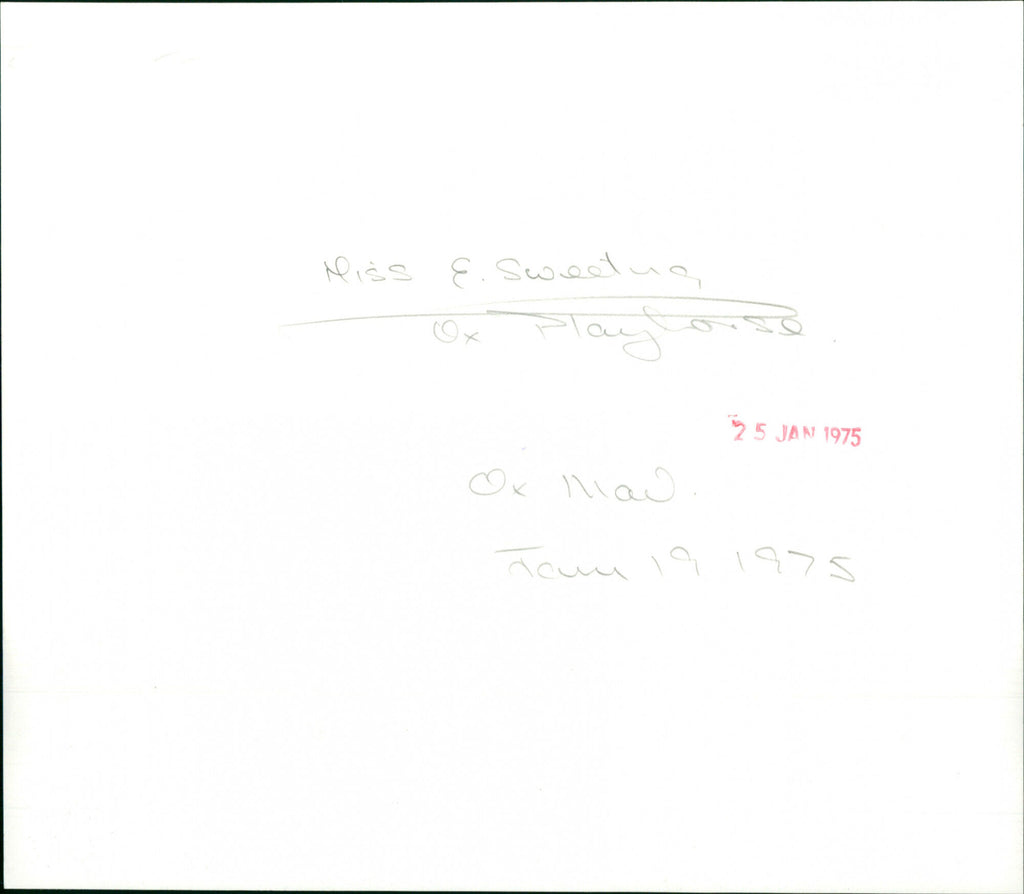 Miss E. Sweeting
Ox Playhouse.
25 JAN 1975
Ox Mail.
Jan 19 1975